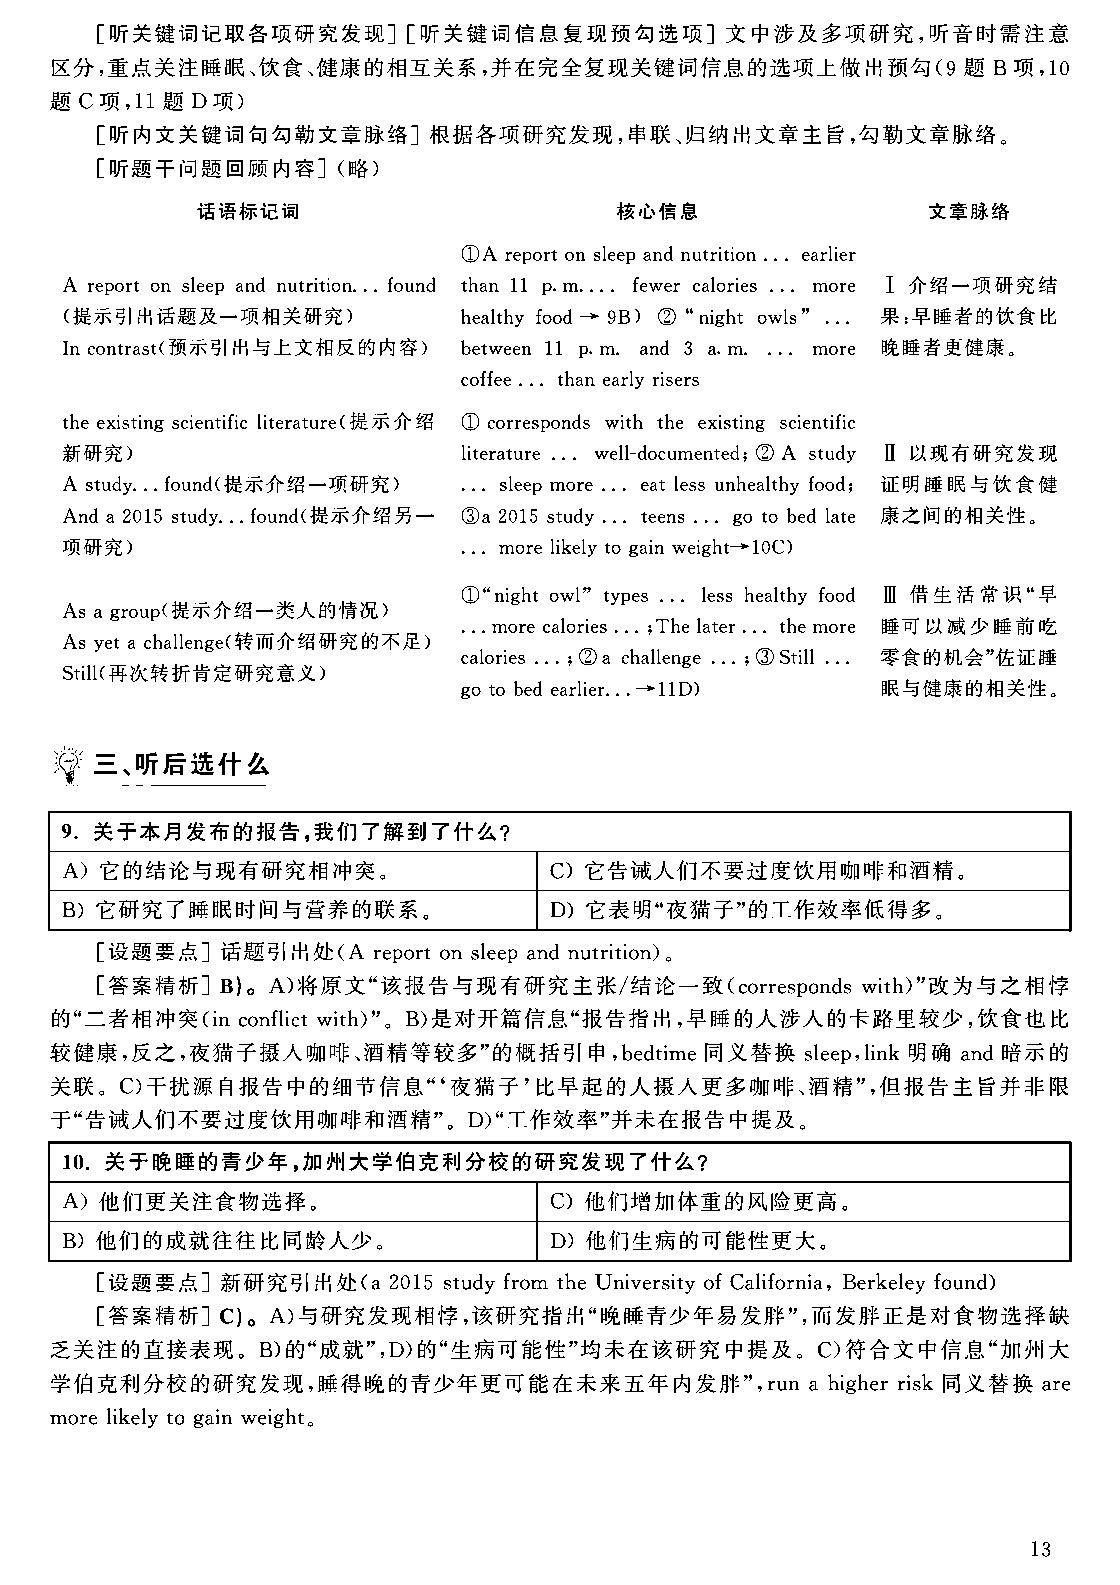 [听关键词记取各项研究发现][听关键词信息复现预勾选项] 文中涉及多项研究,听音时需注意
区分,重点关注睡眠、饮食、健康的相互关系,并在完全复现关键词信息的选项上做出预勾(9 题 B 项,10
题 C 项,11 题 D 项)
[听内文关键词句勾勒文章脉络] 根据各项研究发现,串联、归纳出文章主旨,勾勒文章脉络。
[听题干问题回顾内容](略)
话语标记词 核心信息 文章脉络
A report on sleep and nutrition... found
(提示引出话题及一项相关研究)
In contrast(预示引出与上文相反的内容)
①A report on sleep and nutrition ... earlier
than 11 p.m.... fewer calories ... more
healthy food → 9B) ② “night owls” ...
between 11 p.m. and 3 a.m. ... more
coffee ... than early risers
Ⅰ 介绍一项研究结
果:早睡者的饮食比
晚睡者更健康。
the existing scientific literature(提示介绍
新研究)
A study...found(提示介绍一项研究)
And a 2015 study...found(提示介绍另一
项研究)
① corresponds with the existing scientific
literature ... well-documented; ② A study
... sleep more ... eat less unhealthy food;
③a 2015 study ... teens ... go to bed late
... more likely to gain weight→10C)
Ⅱ 以现有研究发现
证明睡眠与饮食健
康之间的相关性。
As a group(提示介绍一类人的情况)
As yet a challenge(转而介绍研究的不足)
Still(再次转折肯定研究意义)
①“night owl” types ... less healthy food
...more calories ...;The later ... the more
calories ...; ②a challenge ...; ③Still ...
go to bed earlier...→11D)
Ⅲ 借生活常识“早
睡可以减少睡前吃
零食的机会”佐证睡
眠与健康的相关性。
三、听后选什么
9. 关于本月发布的报告,我们了解到了什么?
A) 它的结论与现有研究相冲突。 C) 它告诫人们不要过度饮用咖啡和酒精。
B) 它研究了睡眠时间与营养的联系。 D) 它表明“夜猫子”的工作效率低得多。
[设题要点] 话题引出处(A report on sleep and nutrition)。
[答案精析] B)。A)将原文“该报告与现有研究主张/结论一致(corresponds with)”改为与之相悖
的“二者相冲突(in conflict with)”。B)是对开篇信息“报告指出,早睡的人涉入的卡路里较少,饮食也比
较健康,反之,夜猫子摄入咖啡、酒精等较多”的概括引申,bedtime 同义替换 sleep,link 明确 and 暗示的
关联。C)干扰源自报告中的细节信息“‘夜猫子’比早起的人摄入更多咖啡、酒精”,但报告主旨并非限
于“告诫人们不要过度饮用咖啡和酒精”。D)“工作效率”并未在报告中提及。
10. 关于晚睡的青少年,加州大学伯克利分校的研究发现了什么?
A) 他们更关注食物选择。 C) 他们增加体重的风险更高。
B) 他们的成就往往比同龄人少。 D) 他们生病的可能性更大。
[设题要点] 新研究引出处(a 2015 study from the University of California, Berkeley found)
[答案精析] C)。A)与研究发现相悖,该研究指出“晚睡青少年易发胖”,而发胖正是对食物选择缺
乏关注的直接表现。B)的“成就”,D)的“生病可能性”均未在该研究中提及。C)符合文中信息“加州大
学伯克利分校的研究发现,睡得晚的青少年更可能在未来五年内发胖”,run a higher risk 同义替换 are
more likely to gain weight。
13